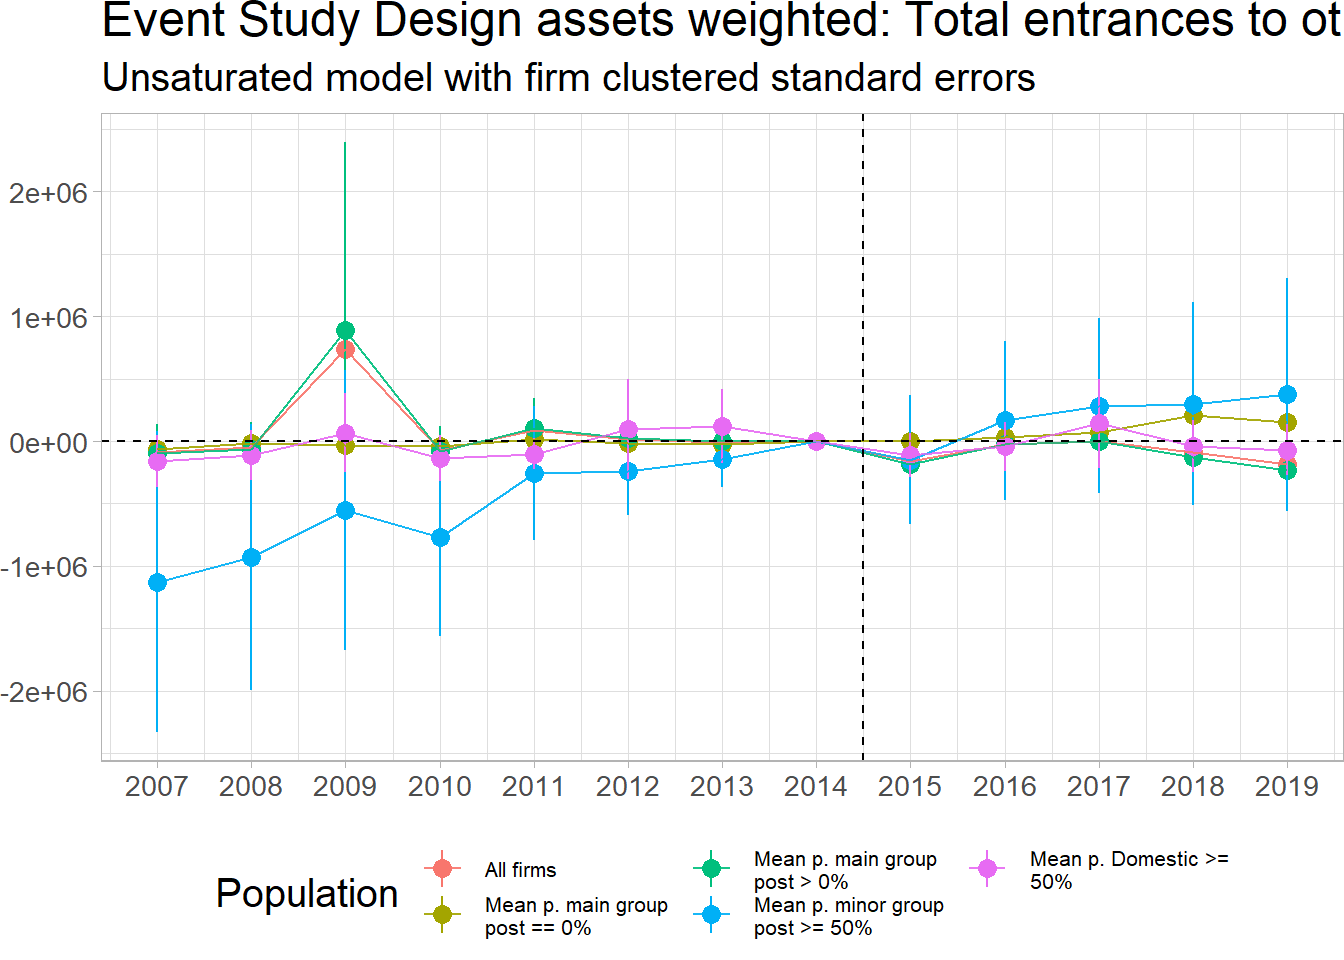 Event Study Design assets weighted: Total entrances to ot
Unsaturated model with firm clustered standard errors
2e+06
1e+06
0e+00
-1e+06
-2e+06
2007 2008 2009 2010 2011 2012 2013 2014 2015 2016 2017 2018 2019
Population
All firms
Mean p. main group
post == 0%
Mean p. main group
post > 0%
Mean p. minor group
post >= 50%
Mean p. Domestic >=
50%